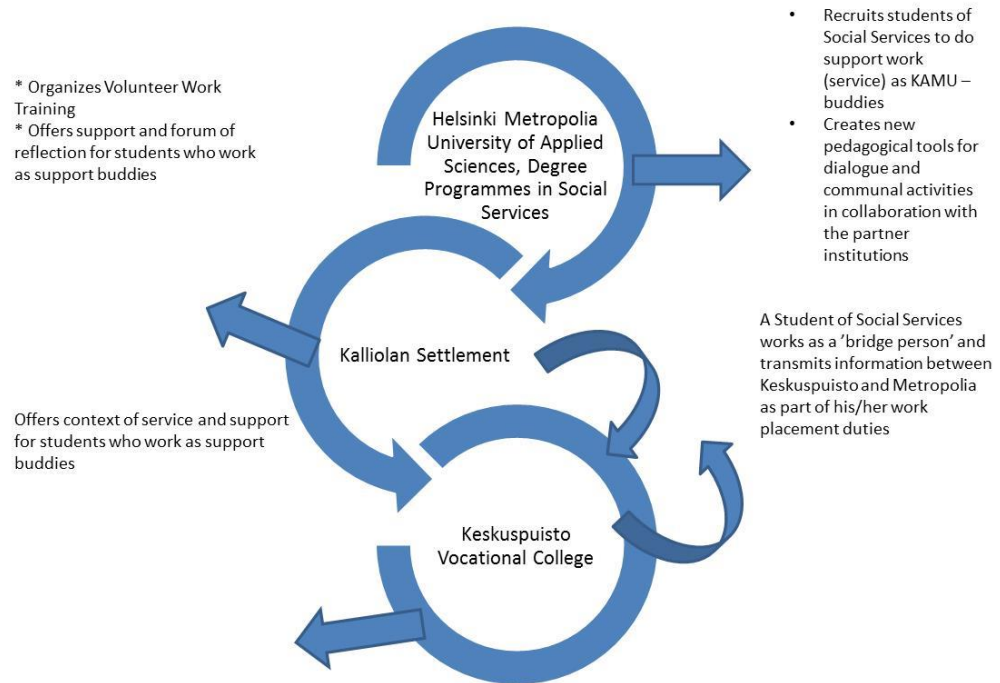 * Organizes Volunteer Work
Training
* Offers support and forum of
reflection for students who work
as support buddies
Helsinki Metropolia
University of Applied
Sciences, Degree
Programmes in Social
Services
• Recruits students of
Social Services to do
support work
(service) as KAMU –
buddies
• Creates new
pedagogical tools for
dialogue and
communal activities
in collaboration with
the partner
institutions
Kalliolan Settlement
A Student of Social Services
works as a ’bridge person’ and
transmits information between
Keskuspuisto and Metropolia
as part of his/her work
placement duties
Offers context of service and support
for students who work as support
buddies
Keskuspuisto
Vocational College